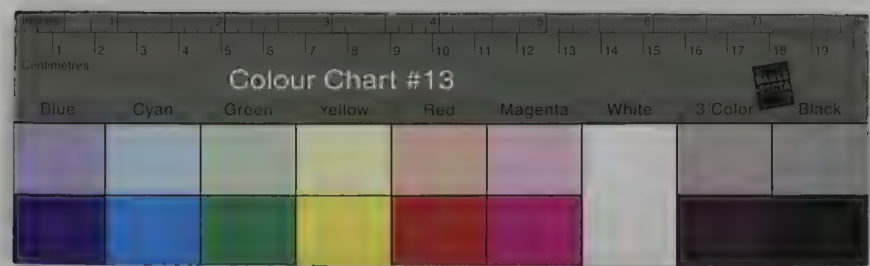 Inches 1 2 3 4 5 6 7 8
1 2 3 4 5 6 7 8 9 10 11 12 13 14 15 16 17 18 19
Centimetres
Colour Chart #13
Blue Cyan Green Yellow Red Magenta White 3/Color Black